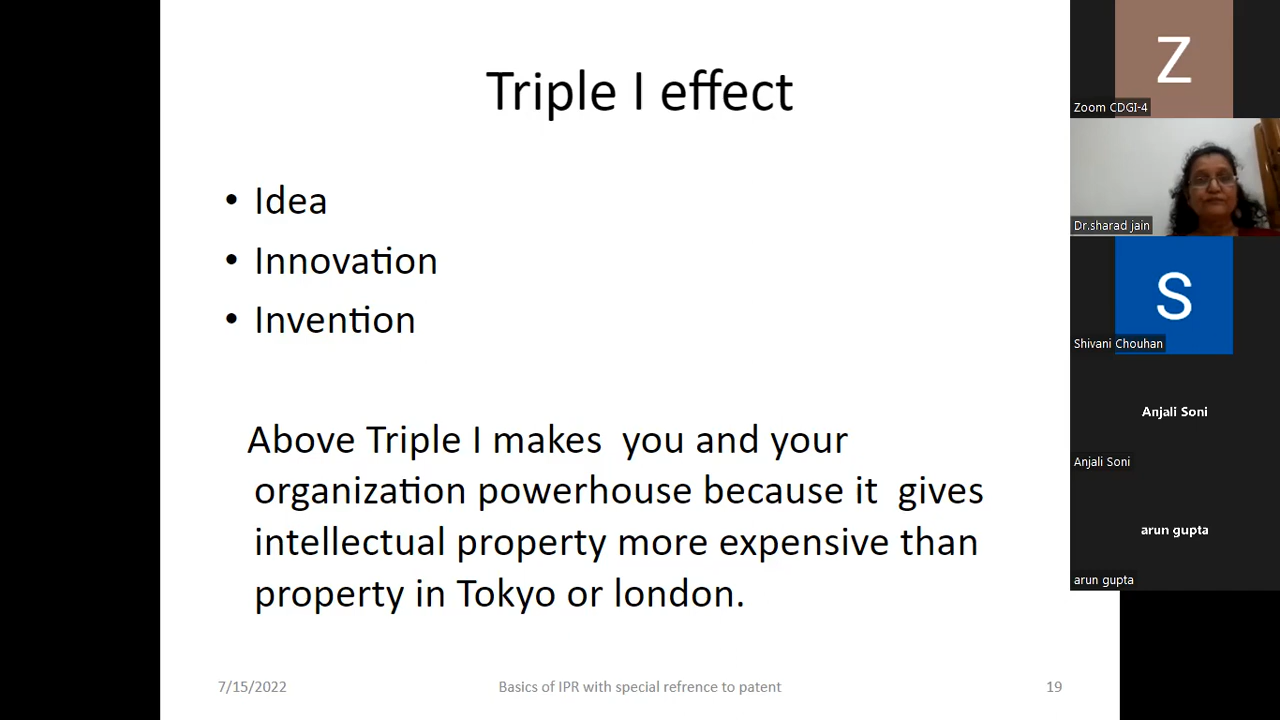 Triple I effect
• Idea
• Innovation
• Invention
Above Triple I makes  you and your
organization powerhouse because it  gives
intellectual property more expensive than
property in Tokyo or london.
7/15/2022
Basics of IPR with special refrence to patent
19
Z
Zoom CDGI-4
Dr.sharad jain
S
Shivani Chouhan
Anjali Soni
Anjali Soni
arun gupta
arun gupta